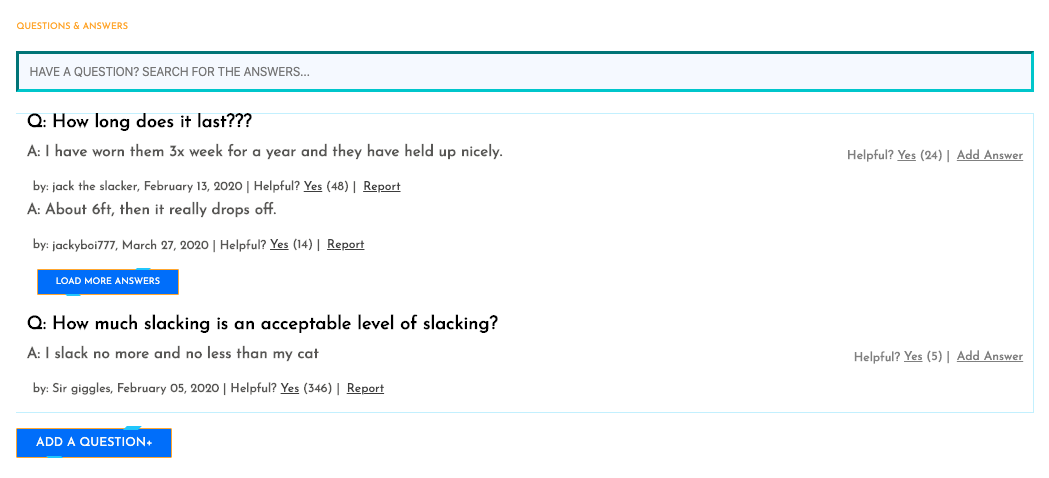 QUESTIONS & ANSWERS
HAVE A QUESTION? SEARCH FOR THE ANSWERS...
Q: How long does it last???
A: I have worn them 3x week for a year and they have held up nicely.
Helpful? Yes (24) | Add Answer
by: jack the slacker, February 13, 2020 | Helpful? Yes (48) | Report
A: About 6ft, then it really drops off.
by: jackyboi777, March 27, 2020 | Helpful? Yes (14) | Report
LOAD MORE ANSWERS
Q: How much slacking is an acceptable level of slacking?
A: I slack no more and no less than my cat
Helpful? Yes (5) | Add Answer
by: Sir giggles, February 05, 2020 | Helpful? Yes (346) | Report
ADD A QUESTION+